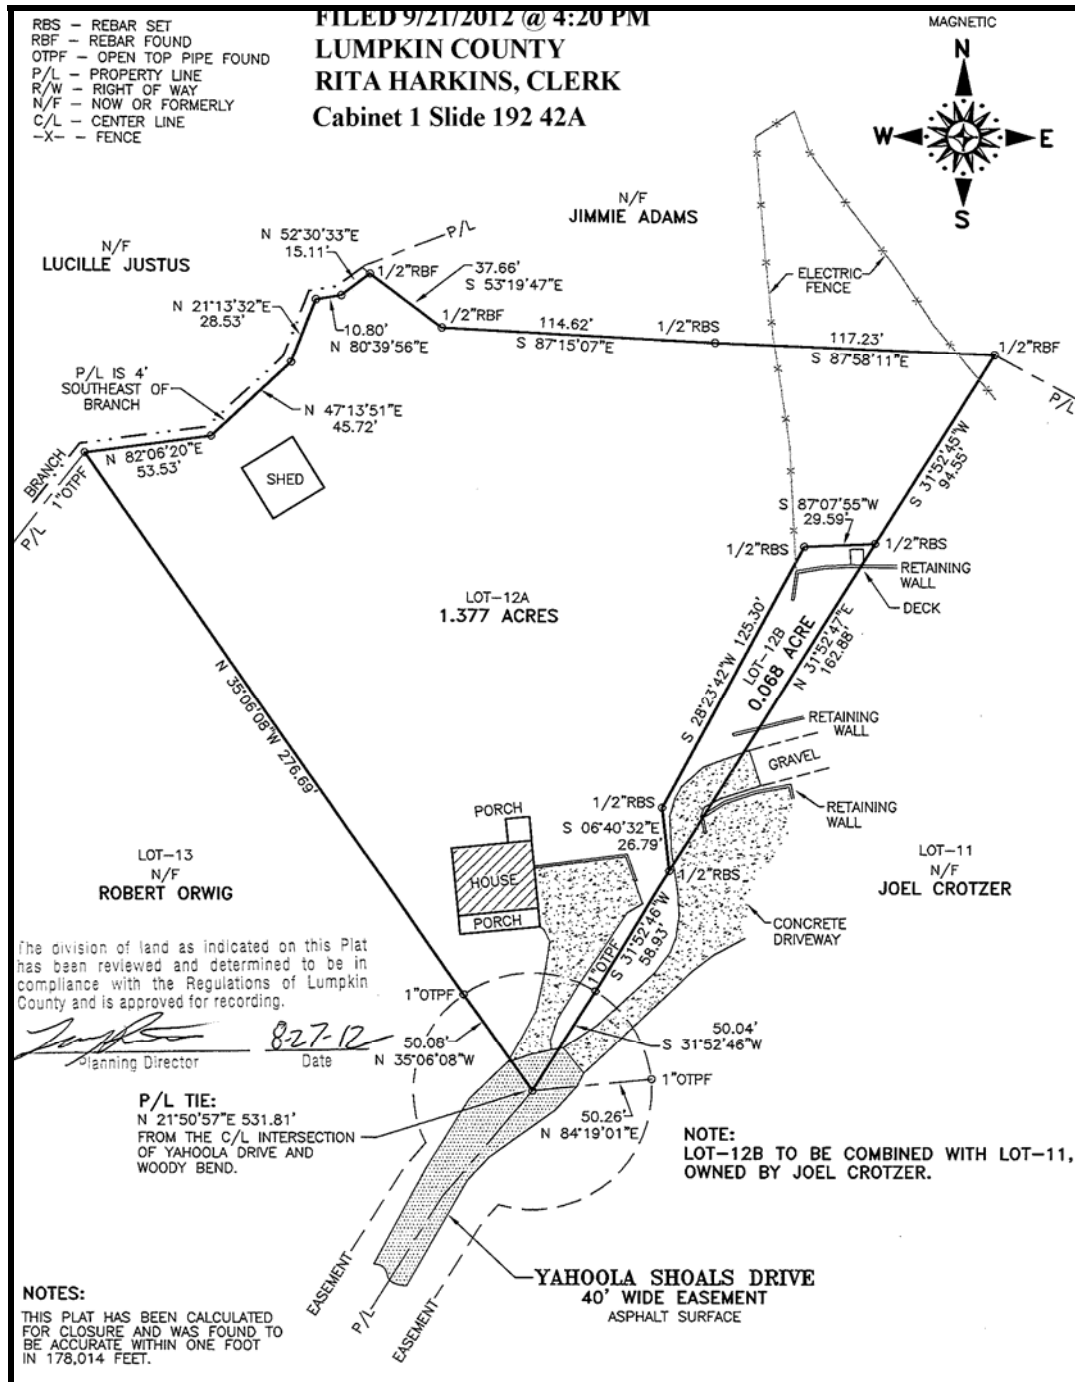 RBS – REBAR SET
RBF – REBAR FOUND
OTPF – OPEN TOP PIPE FOUND
P/L – PROPERTY LINE
R/W – RIGHT OF WAY
N/F – NOW OR FORMERLY
C/L – CENTER LINE
–X– – FENCE
FILED 9/21/2012 @ 4:20 PM
LUMPKIN COUNTY
RITA HARKINS, CLERK
Cabinet 1 Slide 192 42A
MAGNETIC
N
W
E
S
N/F
JIMMIE ADAMS
N/F
LUCILLE JUSTUS
N 52°30'33"E
15.11'
P/L
1/2"RBF
37.66'
S 53°19'47"E
ELECTRIC
FENCE
N 21°13'32"E
28.53'
10.80'
N 80°39'56"E
1/2"RBF
114.62'
S 87°15'07"E
1/2"RBS
117.23'
S 87°58'11"E
1/2"RBF
P/L
P/L IS 4'
SOUTHEAST OF
BRANCH
N 47°13'51"E
45.72'
BRANCH
P/L
1"OTPF
N 82°06'20"E
53.53'
SHED
S 31°52'45"W
94.55'
S 87°07'55"W
29.59'
1/2"RBS
1/2"RBS
RETAINING
WALL
DECK
LOT–12A
1.377 ACRES
S 28°23'42"W 125.30'
LOT–12B
0.068 ACRE
N 31°52'47"E
162.88'
N 35°06'08"W 276.69'
RETAINING
WALL
GRAVEL
RETAINING
WALL
1/2"RBS
S 06°40'32"E
26.79'
PORCH
HOUSE
PORCH
1/2"RBS
LOT–13
N/F
ROBERT ORWIG
LOT–11
N/F
JOEL CROTZER
CONCRETE
DRIVEWAY
1"OTPF
S 31°52'46"W
58.93'
The division of land as indicated on this Plat
has been reviewed and determined to be in
compliance with the Regulations of Lumpkin
County and is approved for recording.
8-27-12
Planning Director
Date
1"OTPF
50.08'
N 35°06'08"W
50.04'
S 31°52'46"W
1"OTPF
50.26'
N 84°19'01"E
P/L TIE:
N 21°50'57"E 531.81'
FROM THE C/L INTERSECTION
OF YAHOOLA DRIVE AND
WOODY BEND.
NOTE:
LOT–12B TO BE COMBINED WITH LOT–11,
OWNED BY JOEL CROTZER.
EASEMENT
P/L
EASEMENT
YAHOOLA SHOALS DRIVE
40' WIDE EASEMENT
ASPHALT SURFACE
NOTES:
THIS PLAT HAS BEEN CALCULATED
FOR CLOSURE AND WAS FOUND TO
BE ACCURATE WITHIN ONE FOOT
IN 178,014 FEET.